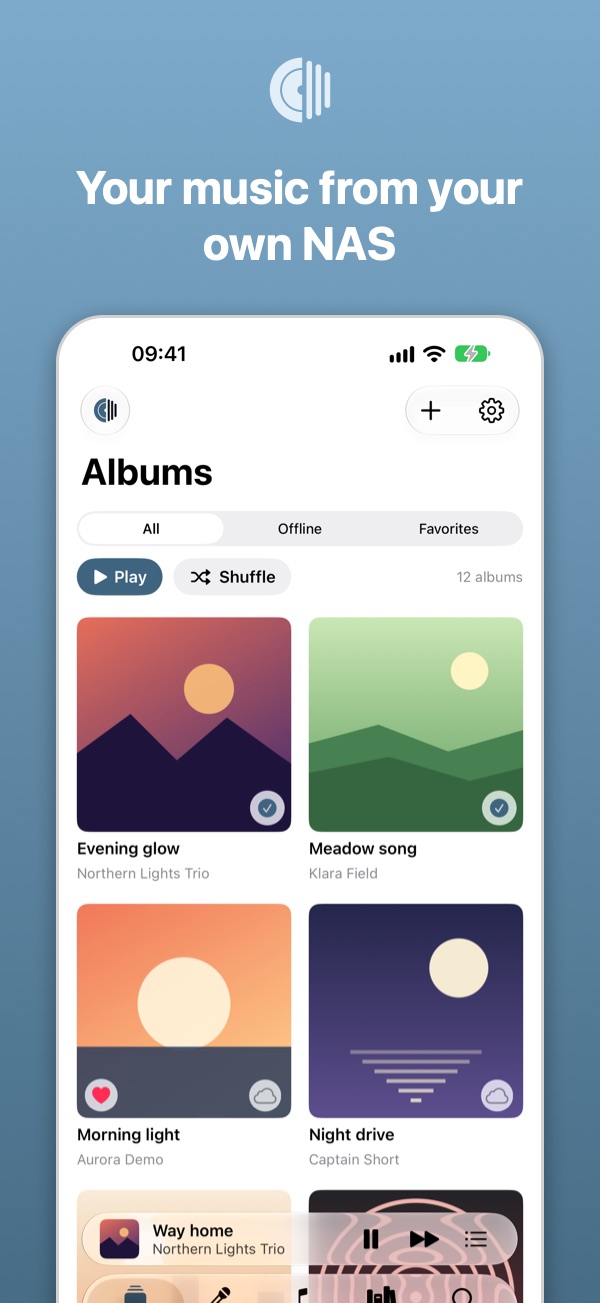 Your music from your
own NAS
09:41
Albums
All Offline Favorites
Play Shuffle 12 albums
Evening glow Meadow song
Northern Lights Trio Klara Field
Morning light Night drive
Aurora Demo Captain Short
Way home
Northern Lights Trio